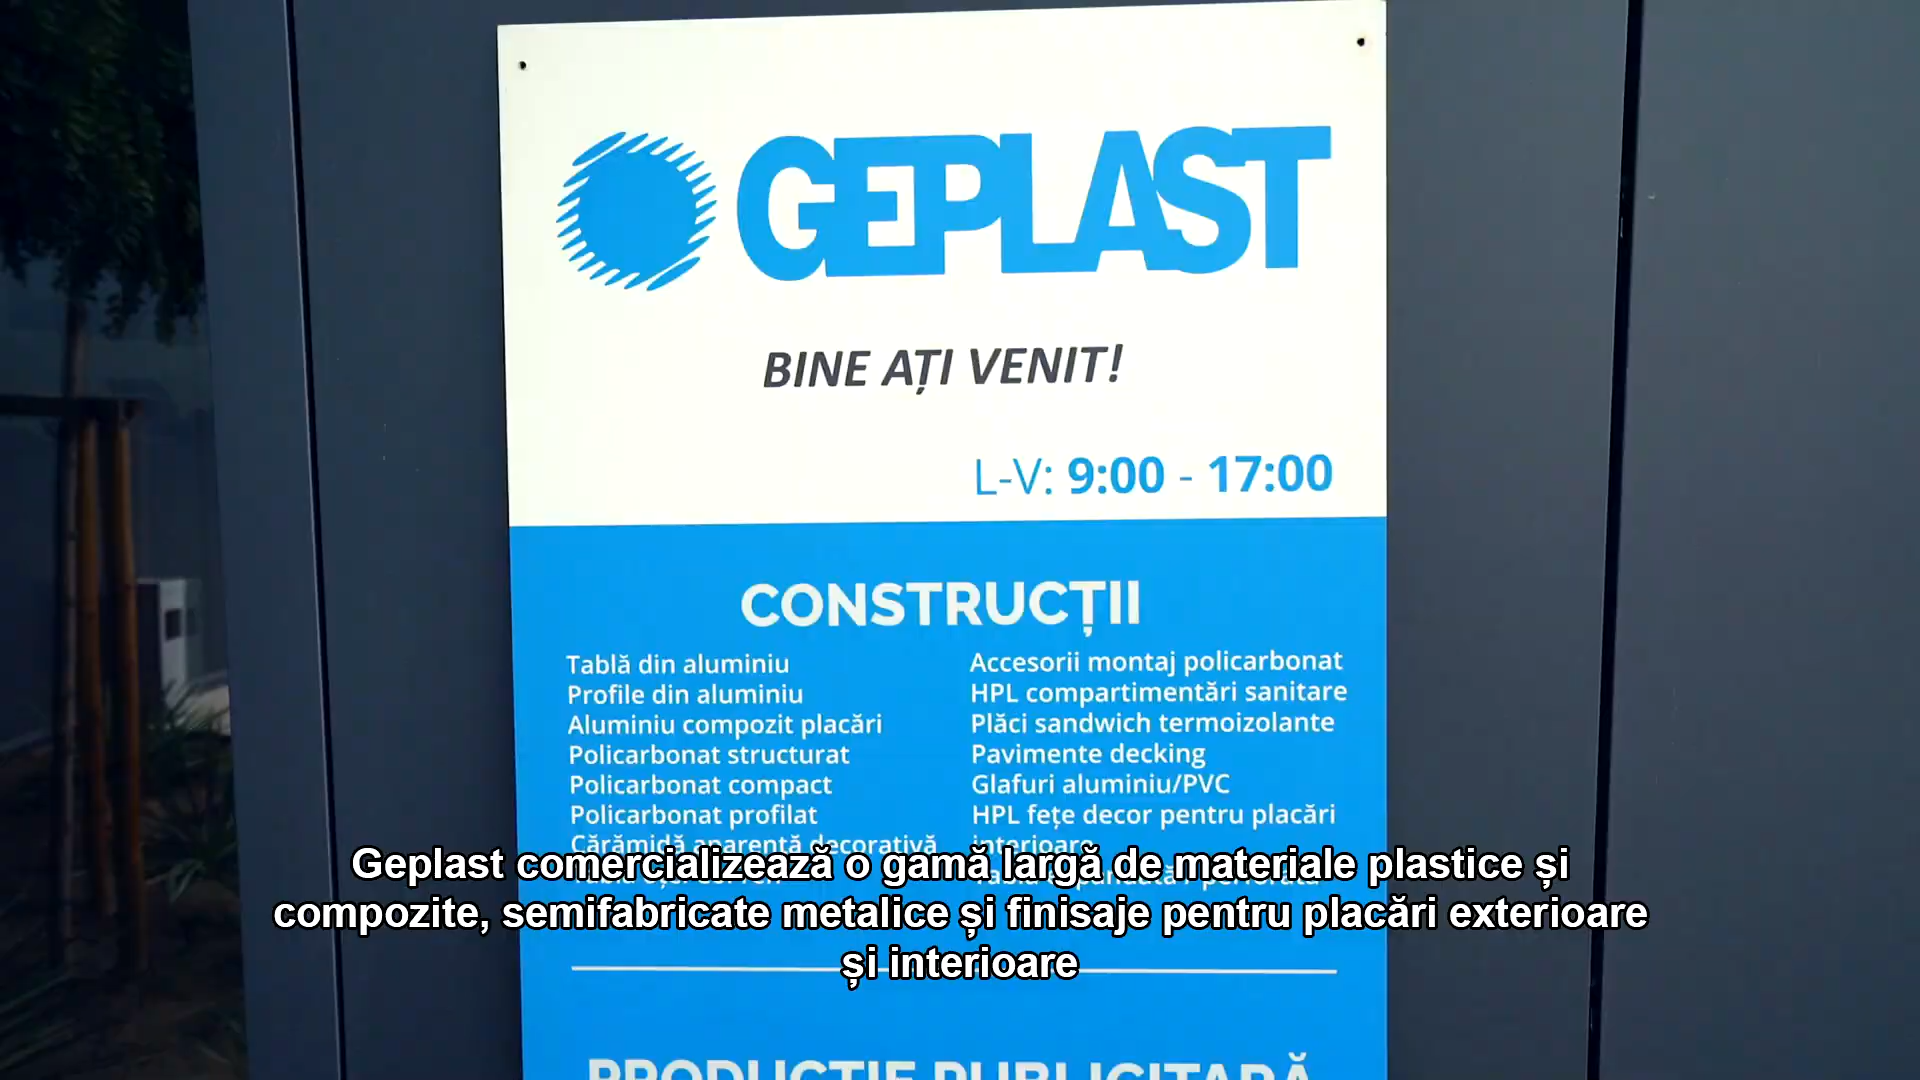 GEPLAST
BINE AȚI VENIT!
L-V: 9:00 - 17:00
CONSTRUCȚII
Tablă din aluminiu
Profile din aluminiu
Aluminiu compozit placări
Policarbonat structurat
Policarbonat compact
Policarbonat profilat
Cărămidă aparentă decorativă
Accesorii montaj policarbonat
HPL compartimentări sanitare
Plăci sandwich termoizolante
Pavimente decking
Glafuri aluminiu/PVC
HPL fețe decor pentru placări
interioare
Geplast comercializează o gamă largă de materiale plastice și
compozite, semifabricate metalice și finisaje pentru placări exterioare
și interioare
PRODUCȚIE PUBLICITARĂ